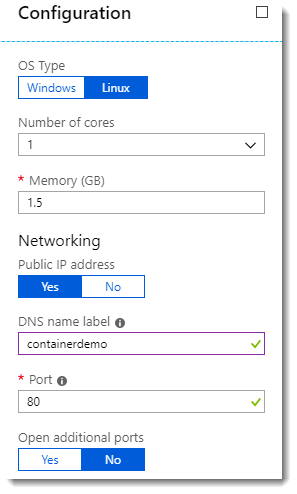 Configuration
OS Type
Windows Linux
Number of cores
1
* Memory (GB)
1.5
Networking
Public IP address
Yes No
DNS name label
containerdemo
* Port
80
Open additional ports
Yes No